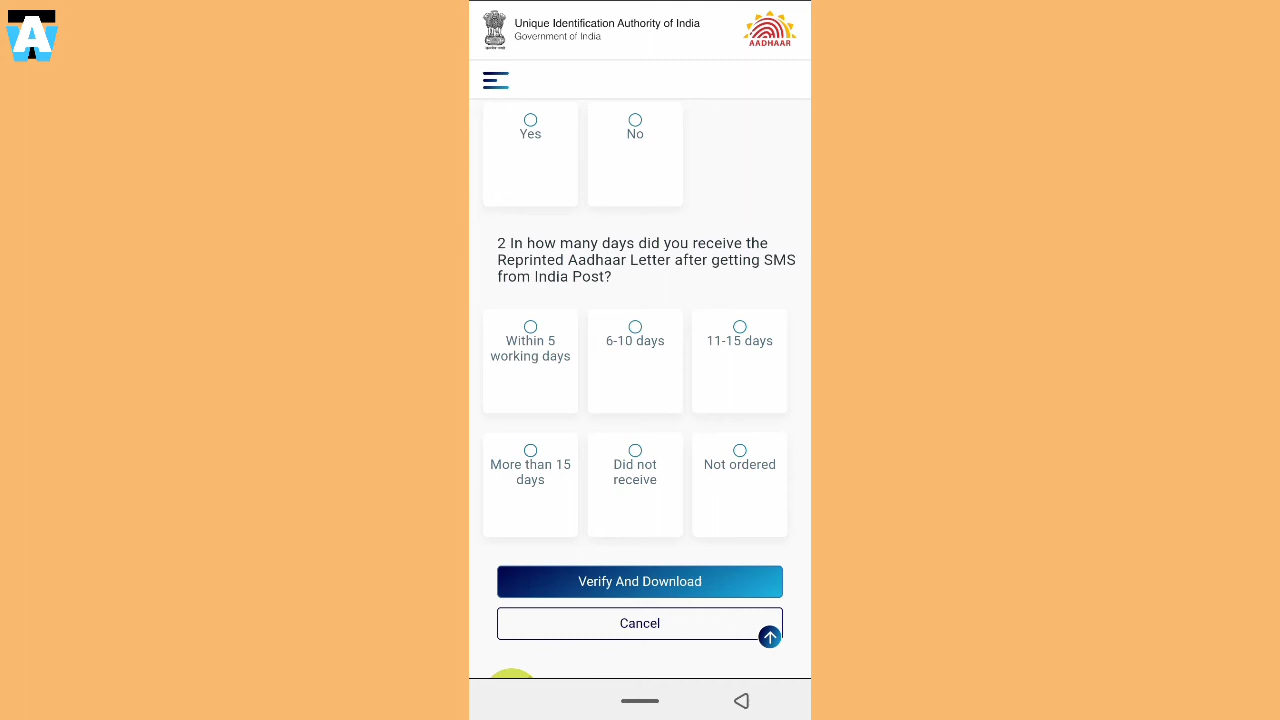 TA
Unique Identification Authority of India
Government of India
AADHAAR
Yes
No
2 In how many days did you receive the
Reprinted Aadhaar Letter after getting SMS
from India Post?
Within 5
working days
6-10 days
11-15 days
More than 15
days
Did not
receive
Not ordered
Verify And Download
Cancel